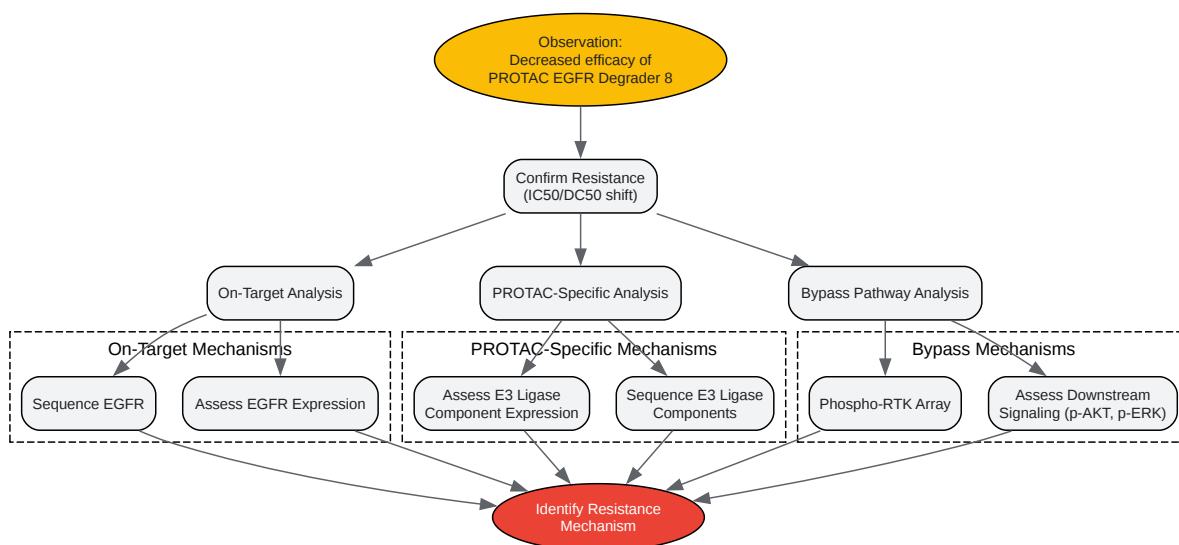 Observation:
Decreased efficacy of
PROTAC EGFR Degrader 8
Confirm Resistance
(IC50/DC50 shift)
On-Target Analysis
PROTAC-Specific Analysis
Bypass Pathway Analysis
On-Target Mechanisms
PROTAC-Specific Mechanisms
Bypass Mechanisms
Sequence EGFR
Assess EGFR Expression
Assess E3 Ligase
Component Expression
Sequence E3 Ligase
Components
Phospho-RTK Array
Assess Downstream
Signaling (p-AKT, p-ERK)
Identify Resistance
Mechanism